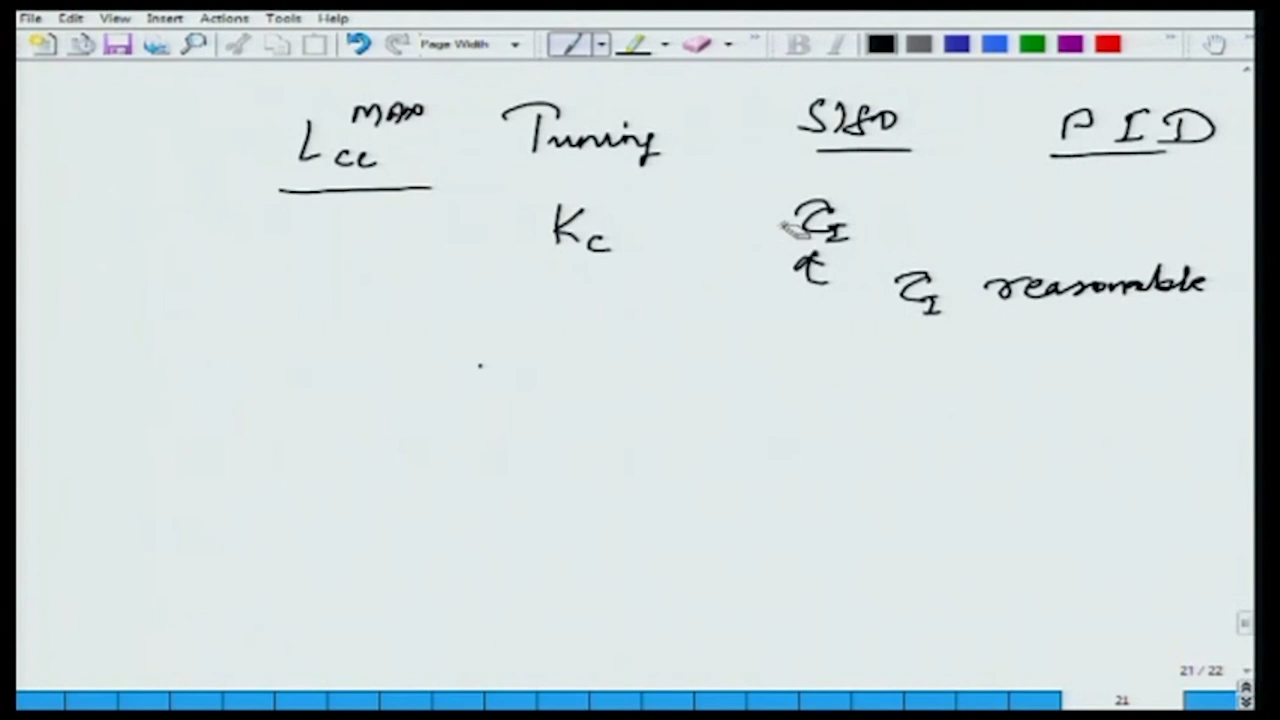 File Edit View Insert Actions Tools Help
Page Width
L_CC^MAX Tuning SISO PID
K_C τ_I
τ_I reasonable
21 / 22
21